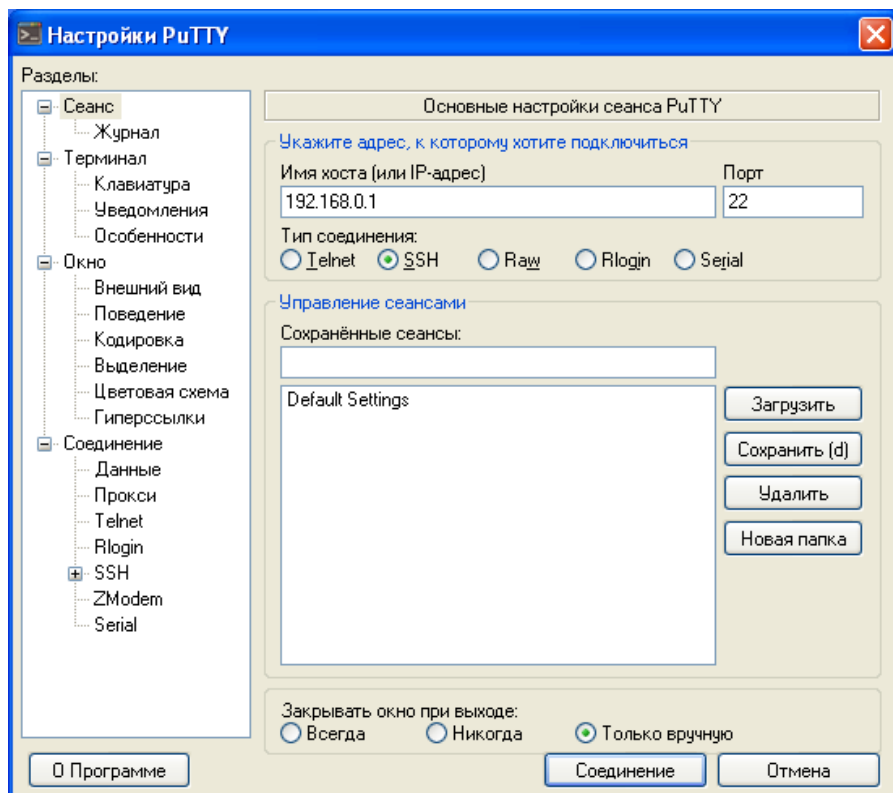 Настройки PuTTY
Разделы:
Сеанс
Журнал
Терминал
Клавиатура
Уведомления
Особенности
Окно
Внешний вид
Поведение
Кодировка
Выделение
Цветовая схема
Гиперссылки
Соединение
Данные
Прокси
Telnet
Rlogin
SSH
ZModem
Serial
Основные настройки сеанса PuTTY
Укажите адрес, к которому хотите подключиться
Имя хоста (или IP-адрес) Порт
192.168.0.1 22
Тип соединения:
Telnet SSH Raw Rlogin Serial
Управление сеансами
Сохранённые сеансы:
Default Settings
Загрузить
Сохранить (d)
Удалить
Новая папка
Закрывать окно при выходе:
Всегда Никогда Только вручную
О Программе Соединение Отмена